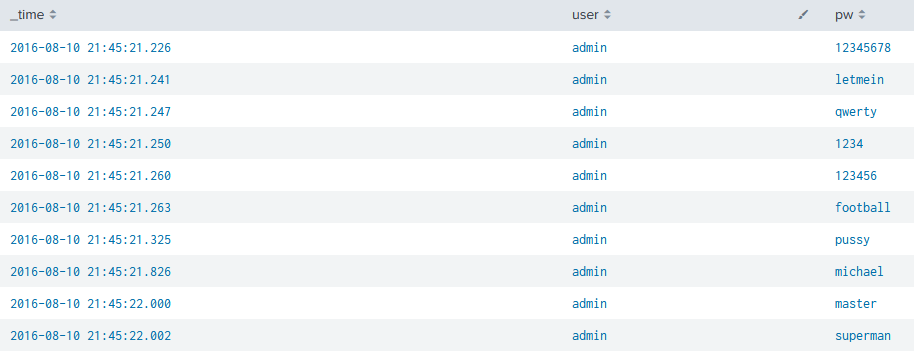 _time user pw
2016-08-10 21:45:21.226 admin 12345678
2016-08-10 21:45:21.241 admin letmein
2016-08-10 21:45:21.247 admin qwerty
2016-08-10 21:45:21.250 admin 1234
2016-08-10 21:45:21.260 admin 123456
2016-08-10 21:45:21.263 admin football
2016-08-10 21:45:21.325 admin pussy
2016-08-10 21:45:21.826 admin michael
2016-08-10 21:45:22.000 admin master
2016-08-10 21:45:22.002 admin superman